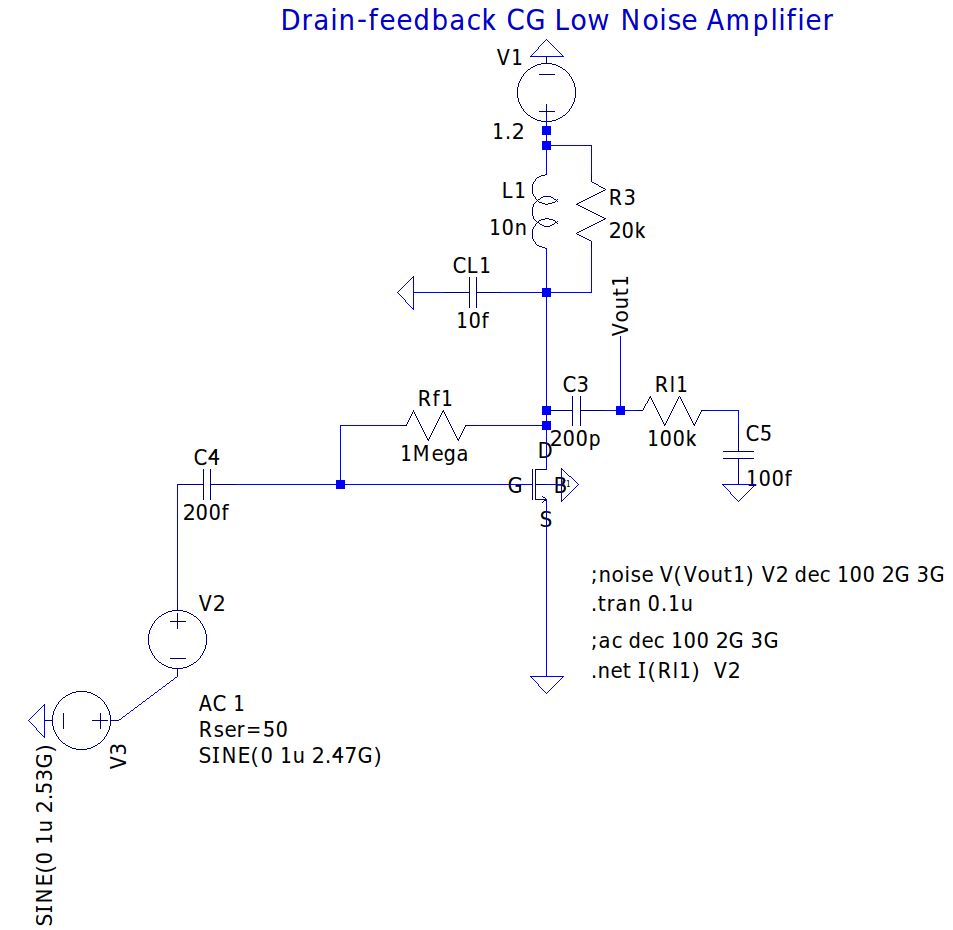 Drain-feedback CG Low Noise Amplifier
V1
1.2
L1
10n
R3
20k
CL1
10f
Vout1
Rf1
1Mega
C3
200p
Rl1
100k
C5
100f
C4
200f
D
G
B
S
;noise V(Vout1) V2 dec 100 2G 3G
.tran 0.1u
;ac dec 100 2G 3G
.net I(Rl1) V2
V2
AC 1
Rser=50
SINE(0 1u 2.47G)
V3
SINE(0 1u 2.53G)